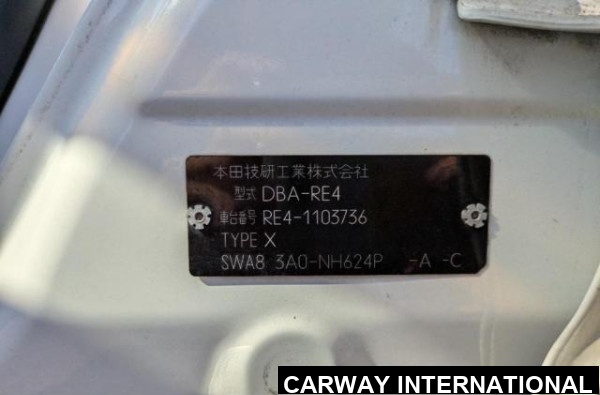 本田技研工業株式会社
型式 DBA-RE4
車台番号 RE4-1103736
TYPE X
SWA8 3A0-NH624P -A -C
CARWAY INTERNATIONAL